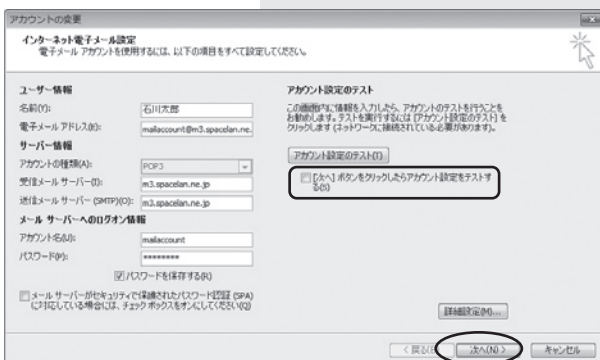 アカウントの変更
インターネット電子メール設定
電子メール アカウントを使用するには、以下の項目をすべて設定してください。
ユーザー情報
名前(Y):
石川太郎
電子メール アドレス(E):
mailaccount@m3.spacelan.ne.
サーバー情報
アカウントの種類(A):
POP3
受信メール サーバー(I):
m3.spacelan.ne.jp
送信メール サーバー (SMTP)(O):
m3.spacelan.ne.jp
メール サーバーへのログオン情報
アカウント名(U):
mailaccount
パスワード(P):
********
パスワードを保存する(R)
メール サーバーがセキュリティで保護されたパスワード認証 (SPA)
に対応している場合には、チェック ボックスをオンにしてください(Q)
アカウント設定のテスト
この画面内に情報を入力したら、アカウントのテストを行うことを
お勧めします。テストを実行するには [アカウント設定のテスト] を
クリックします (ネットワークに接続されている必要があります)。
アカウント設定のテスト(T)
[次へ] ボタンをクリックしたらアカウント設定をテストす
る(S)
詳細設定(M)...
< 戻る(B)
次へ(N) >
キャンセル